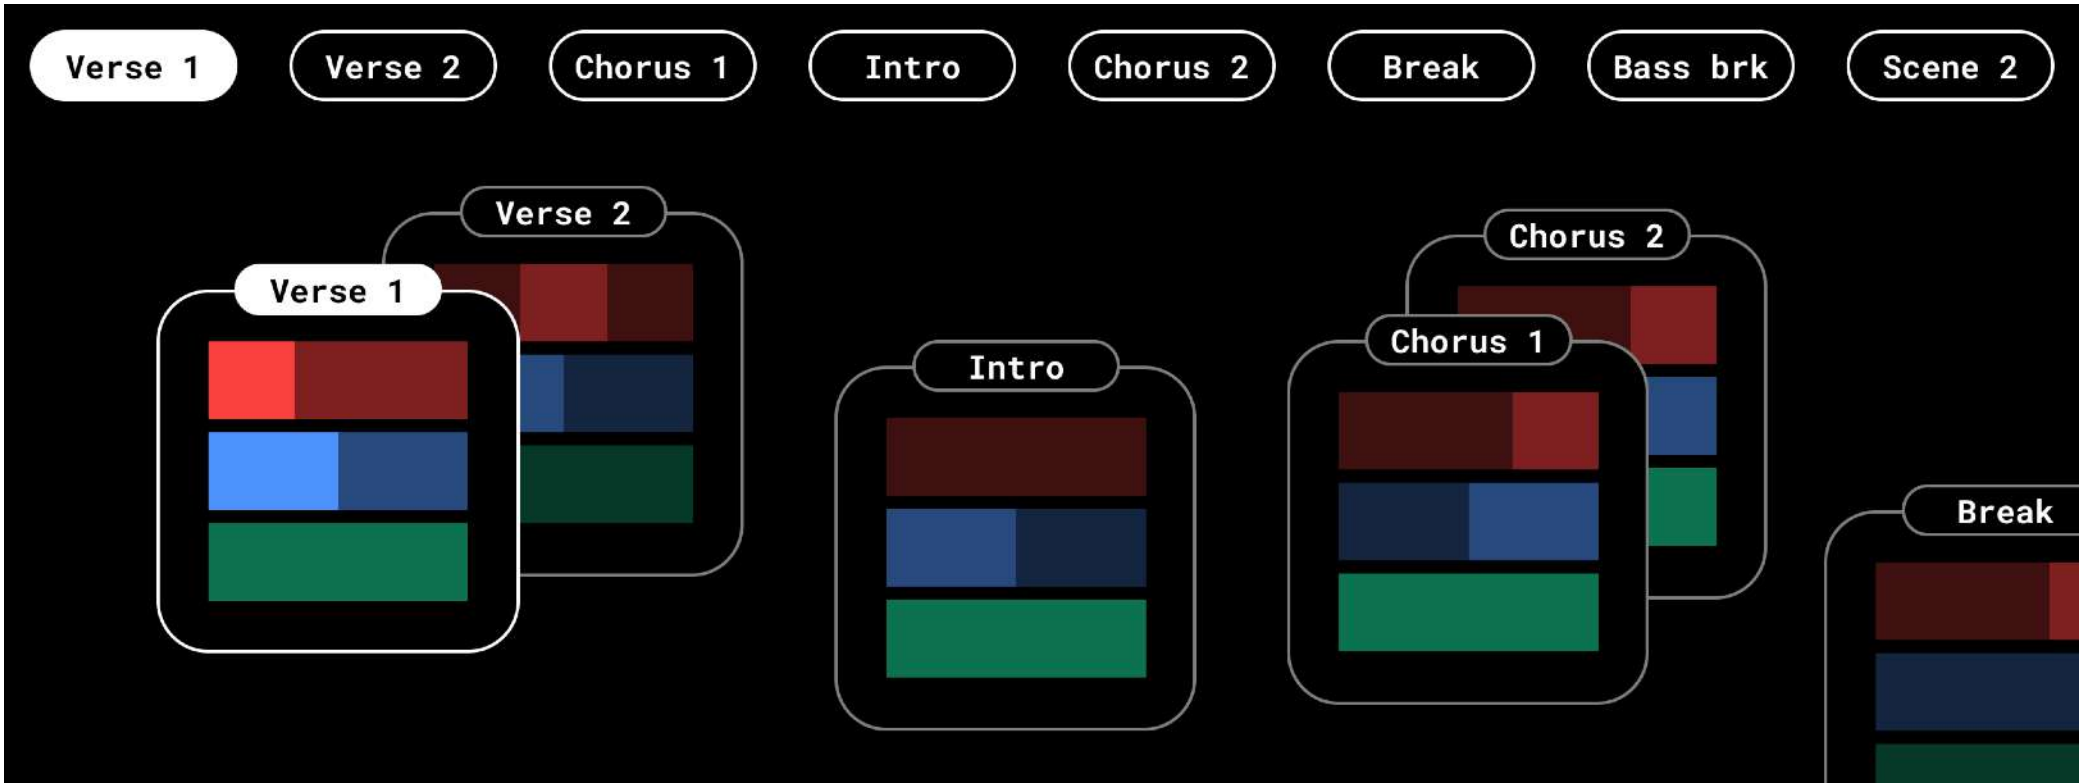 Verse 1
Verse 2
Chorus 1
Intro
Chorus 2
Break
Bass brk
Scene 2
Verse 2
Verse 1
Intro
Chorus 2
Chorus 1
Break